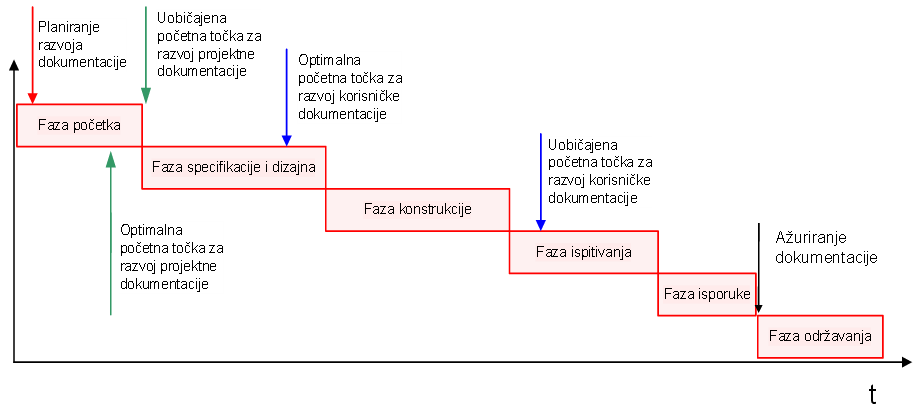 Planiranje
razvoja
dokumentacije
Uobičajena
početna točka za
razvoj projektne
dokumentacije
Optimalna
početna točka za
razvoj korisničke
dokumentacije
Faza početka
Uobičajena
početna točka za
razvoj korisničke
dokumentacije
Faza specifikacije i dizajna
Faza konstrukcije
Optimalna
početna točka za
razvoj projektne
dokumentacije
Faza ispitivanja
Ažuriranje
dokumentacije
Faza isporuke
Faza održavanja
t